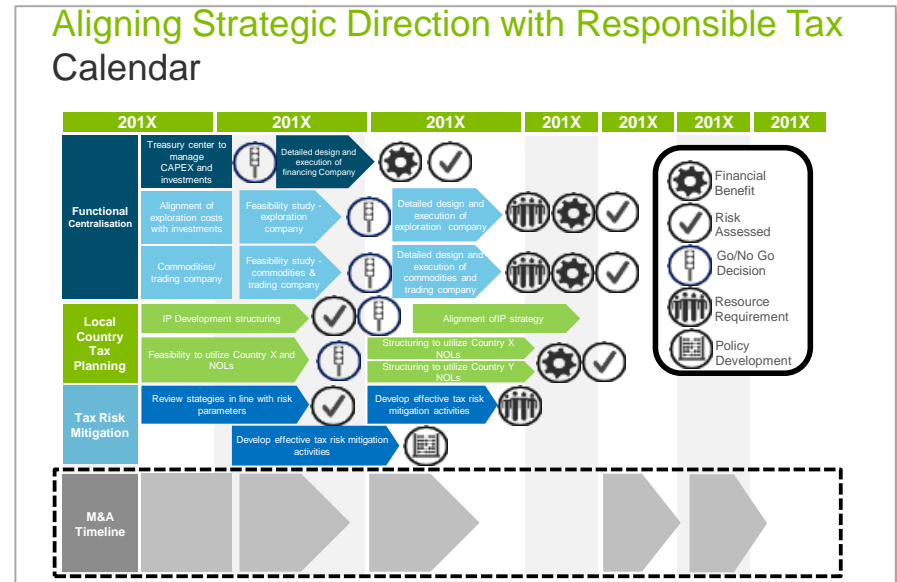 Aligning Strategic Direction with Responsible Tax
Calendar
201X 201X 201X 201X 201X 201X 201X
Functional
Centralisation
Treasury center to
manage
CAPEX and
investments
Detailed design and
execution of
financing Company
Alignment of
exploration costs
with investments
Feasibility study -
exploration
company
Detailed design and
execution of
exploration company
Commodities/
trading company
Feasibility study -
commodities &
trading company
Detailed design and
execution of
commodities and
trading company
Local
Country
Tax
Planning
IP Development structuring
Alignment ofIP strategy
Feasibility to utilize Country X and
NOLs
Structuring to utilize Country X
NOLs
Structuring to utilize Country Y
NOLs
Tax Risk
Mitigation
Review stategies in line with risk
parameters
Develop effective tax risk
mitigation activities
Develop effective tax risk mitigation
activities
M&A
Timeline
Financial
Benefit
Risk
Assessed
Go/No Go
Decision
Resource
Requirement
Policy
Development